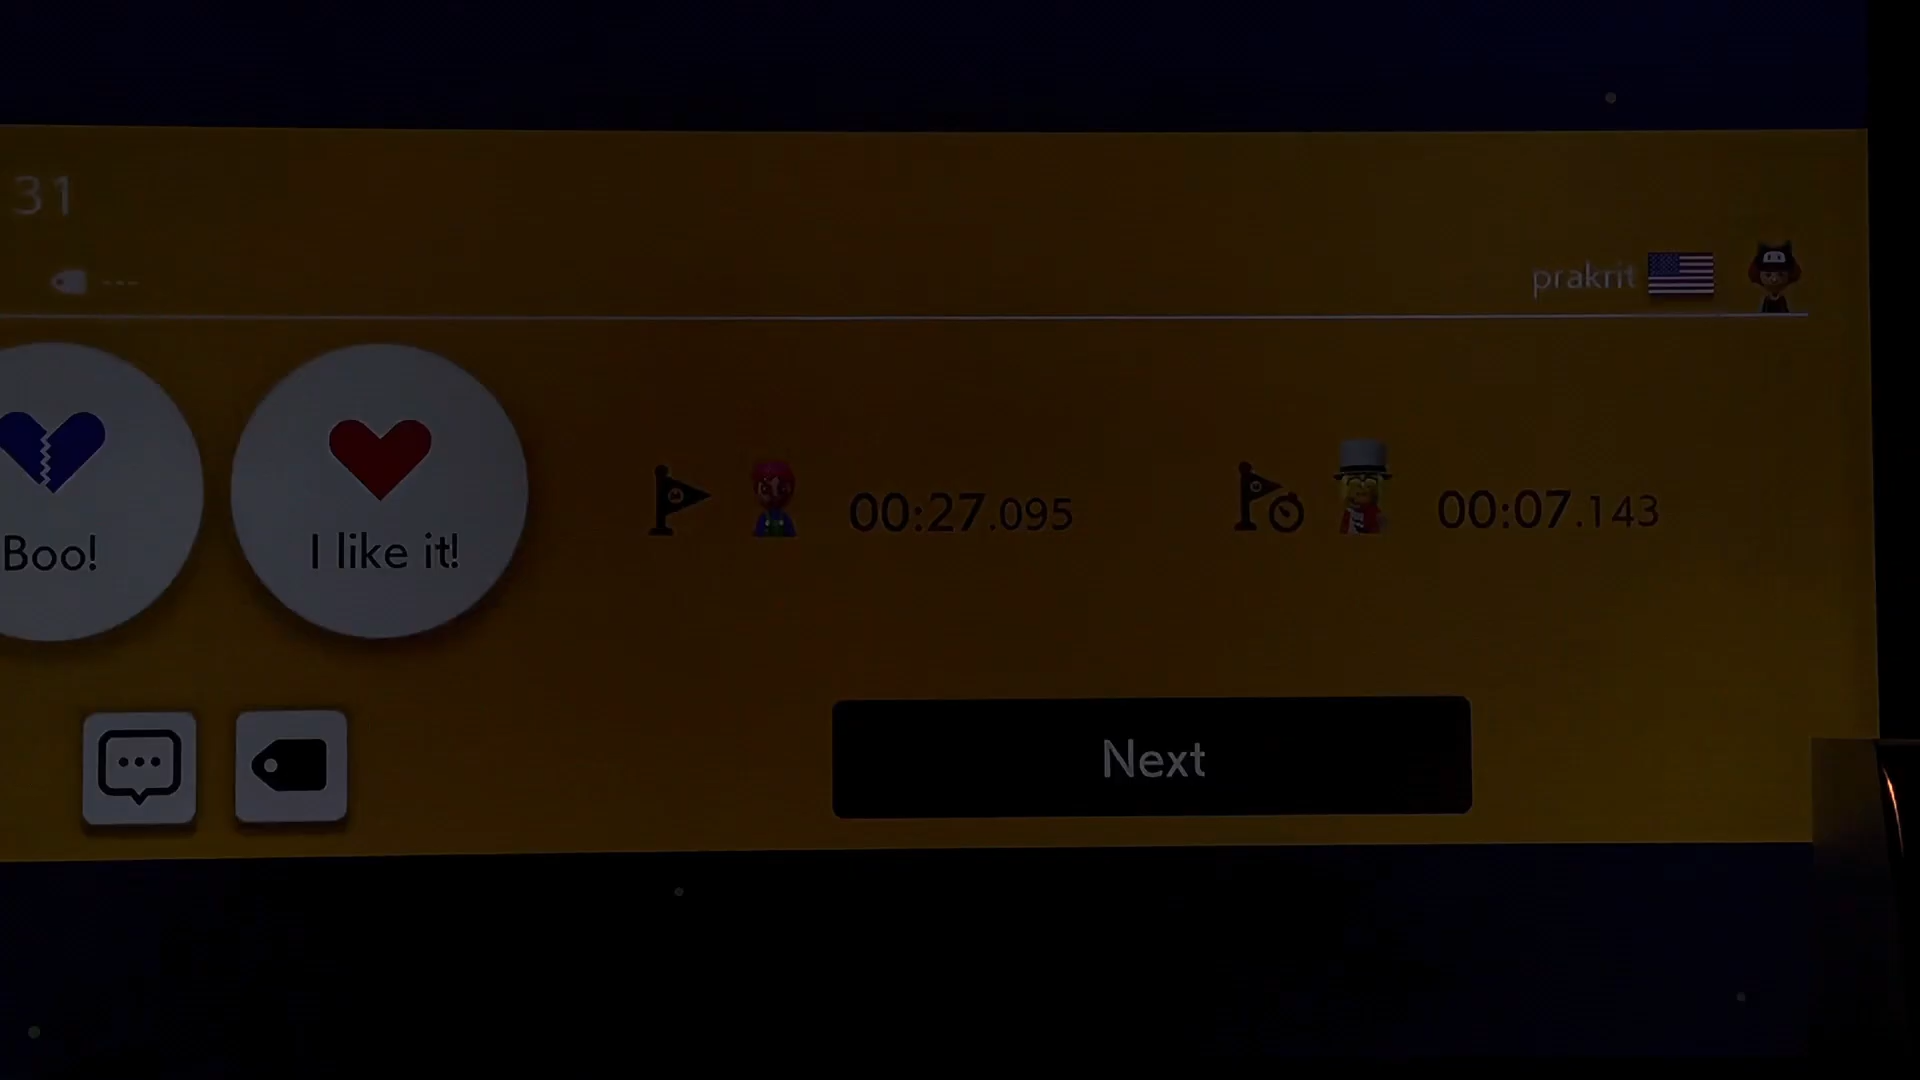 31
---
prakrit
Boo!
I like it!
00:27.095
00:07.143
Next